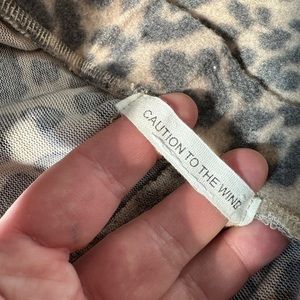 CAUTION TO THE WIND